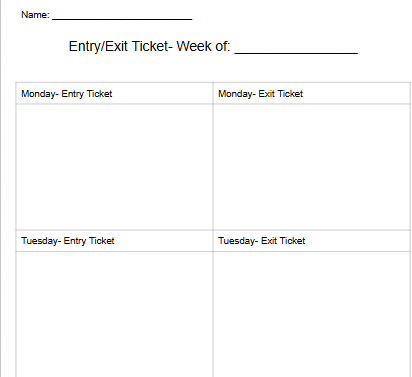 Name: __________________________
Entry/Exit Ticket- Week of: ________________
Monday- Entry Ticket
Monday- Exit Ticket
Tuesday- Entry Ticket
Tuesday- Exit Ticket